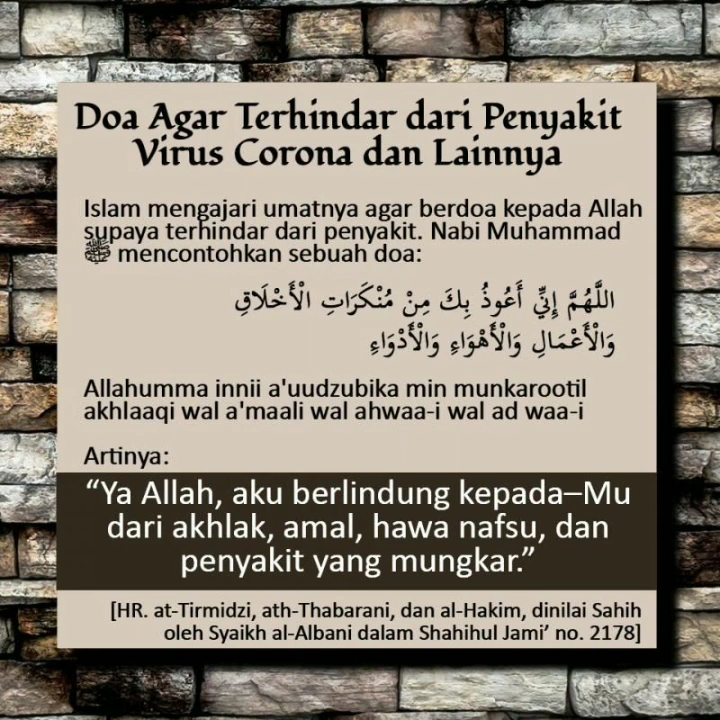 Doa Agar Terhindar dari Penyakit
Virus Corona dan Lainnya
Islam mengajari umatnya agar berdoa kepada Allah
supaya terhindar dari penyakit. Nabi Muhammad
ﷺ mencontohkan sebuah doa:
اللَّهُمَّ إِنِّي أَعُوذُ بِكَ مِنْ مُنْكَرَاتِ الْأَخْلَاقِ
وَالْأَعْمَالِ وَالْأَهْوَاءِ وَالْأَدْوَاءِ
Allahumma innii a'uudzubika min munkarootil
akhlaaqi wal a'maali wal ahwaa-i wal ad waa-i
Artinya:
“Ya Allah, aku berlindung kepada–Mu
dari akhlak, amal, hawa nafsu, dan
penyakit yang mungkar.”
[HR. at-Tirmidzi, ath-Thabarani, dan al-Hakim, dinilai Sahih
oleh Syaikh al-Albani dalam Shahihul Jami’ no. 2178]